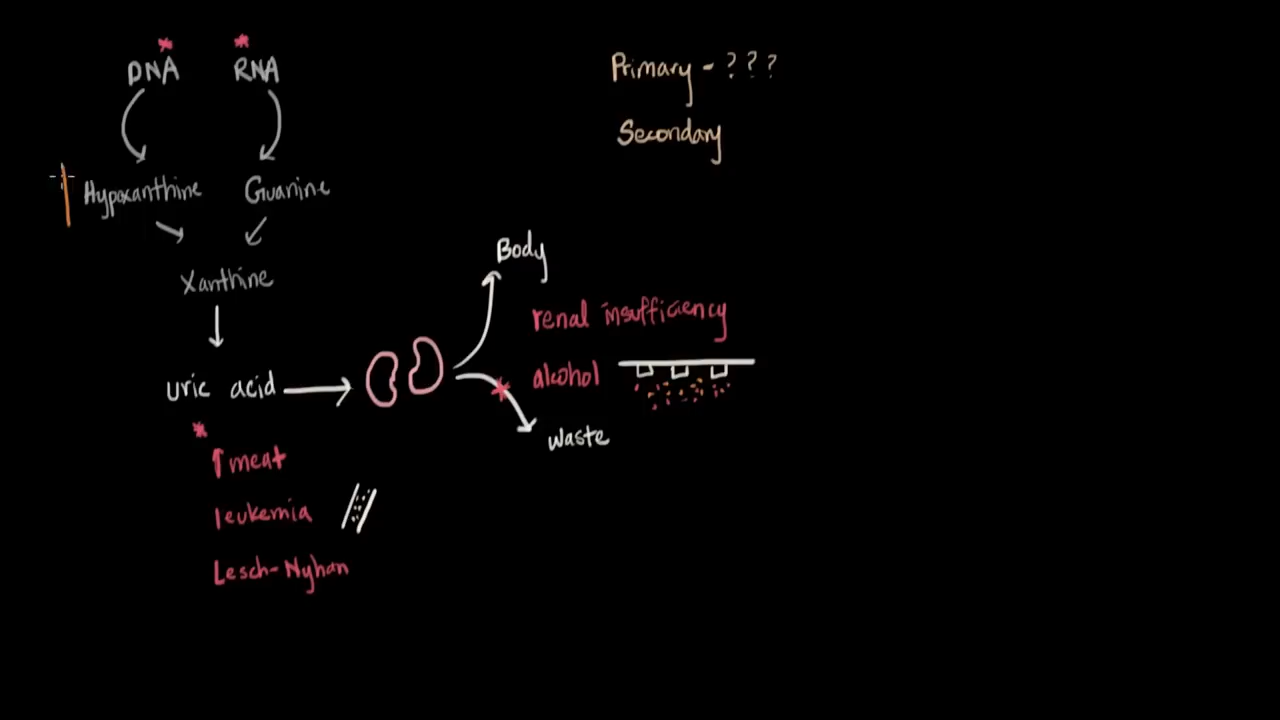 DNA RNA
Primary - ???
Secondary
Hypoxanthine Guanine
Xanthine
Body
renal insufficiency
uric acid
alcohol
waste
↑ meat
leukemia
Lesch-Nyhan